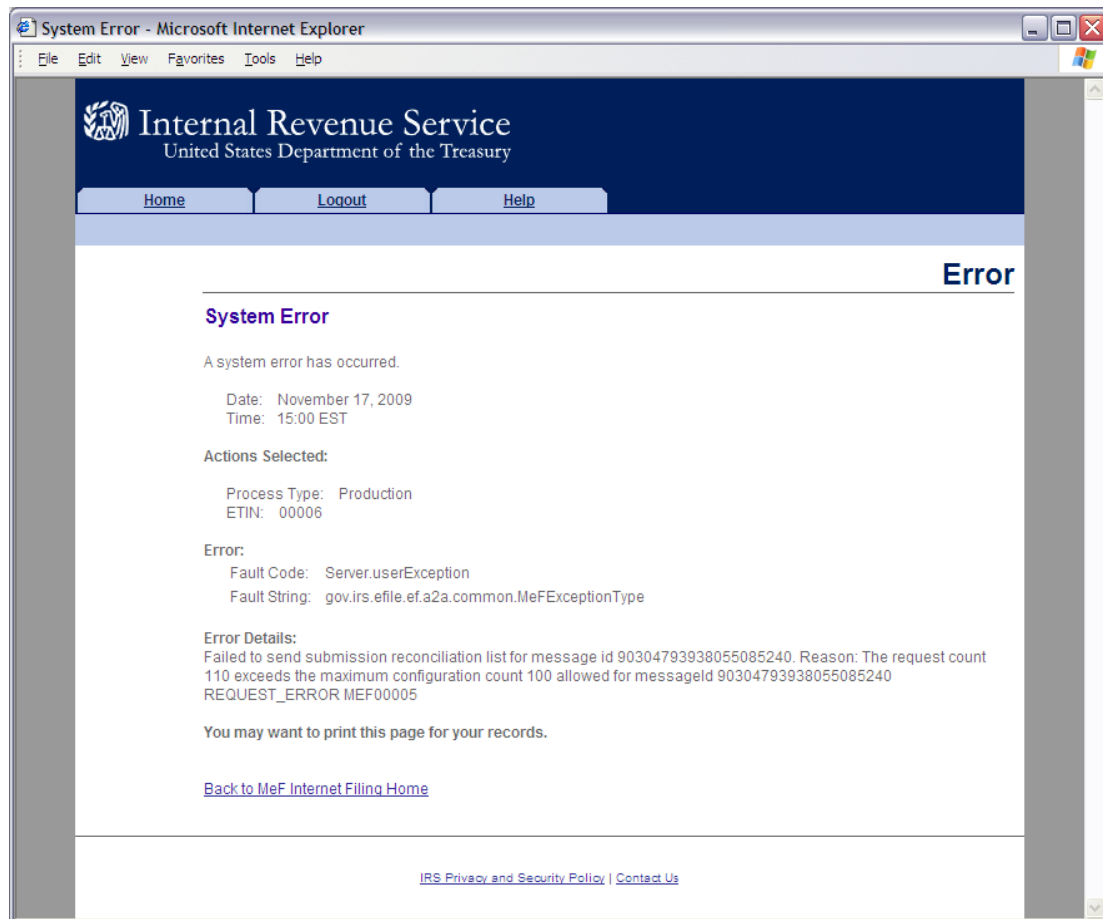 System Error - Microsoft Internet Explorer
File Edit View Favorites Tools Help
Internal Revenue Service
United States Department of the Treasury
Home Logout Help
Error
System Error
A system error has occurred.
Date: November 17, 2009
Time: 15:00 EST
Actions Selected:
Process Type: Production
ETIN: 00006
Error:
Fault Code: Server.userException
Fault String: gov.irs.efile.ef.a2a.common.MeFExceptionType
Error Details:
Failed to send submission reconciliation list for message id 90304793938055085240. Reason: The request count
110 exceeds the maximum configuration count 100 allowed for messageId 90304793938055085240
REQUEST_ERROR MEF00005
You may want to print this page for your records.
Back to MeF Internet Filing Home
IRS Privacy and Security Policy | Contact Us